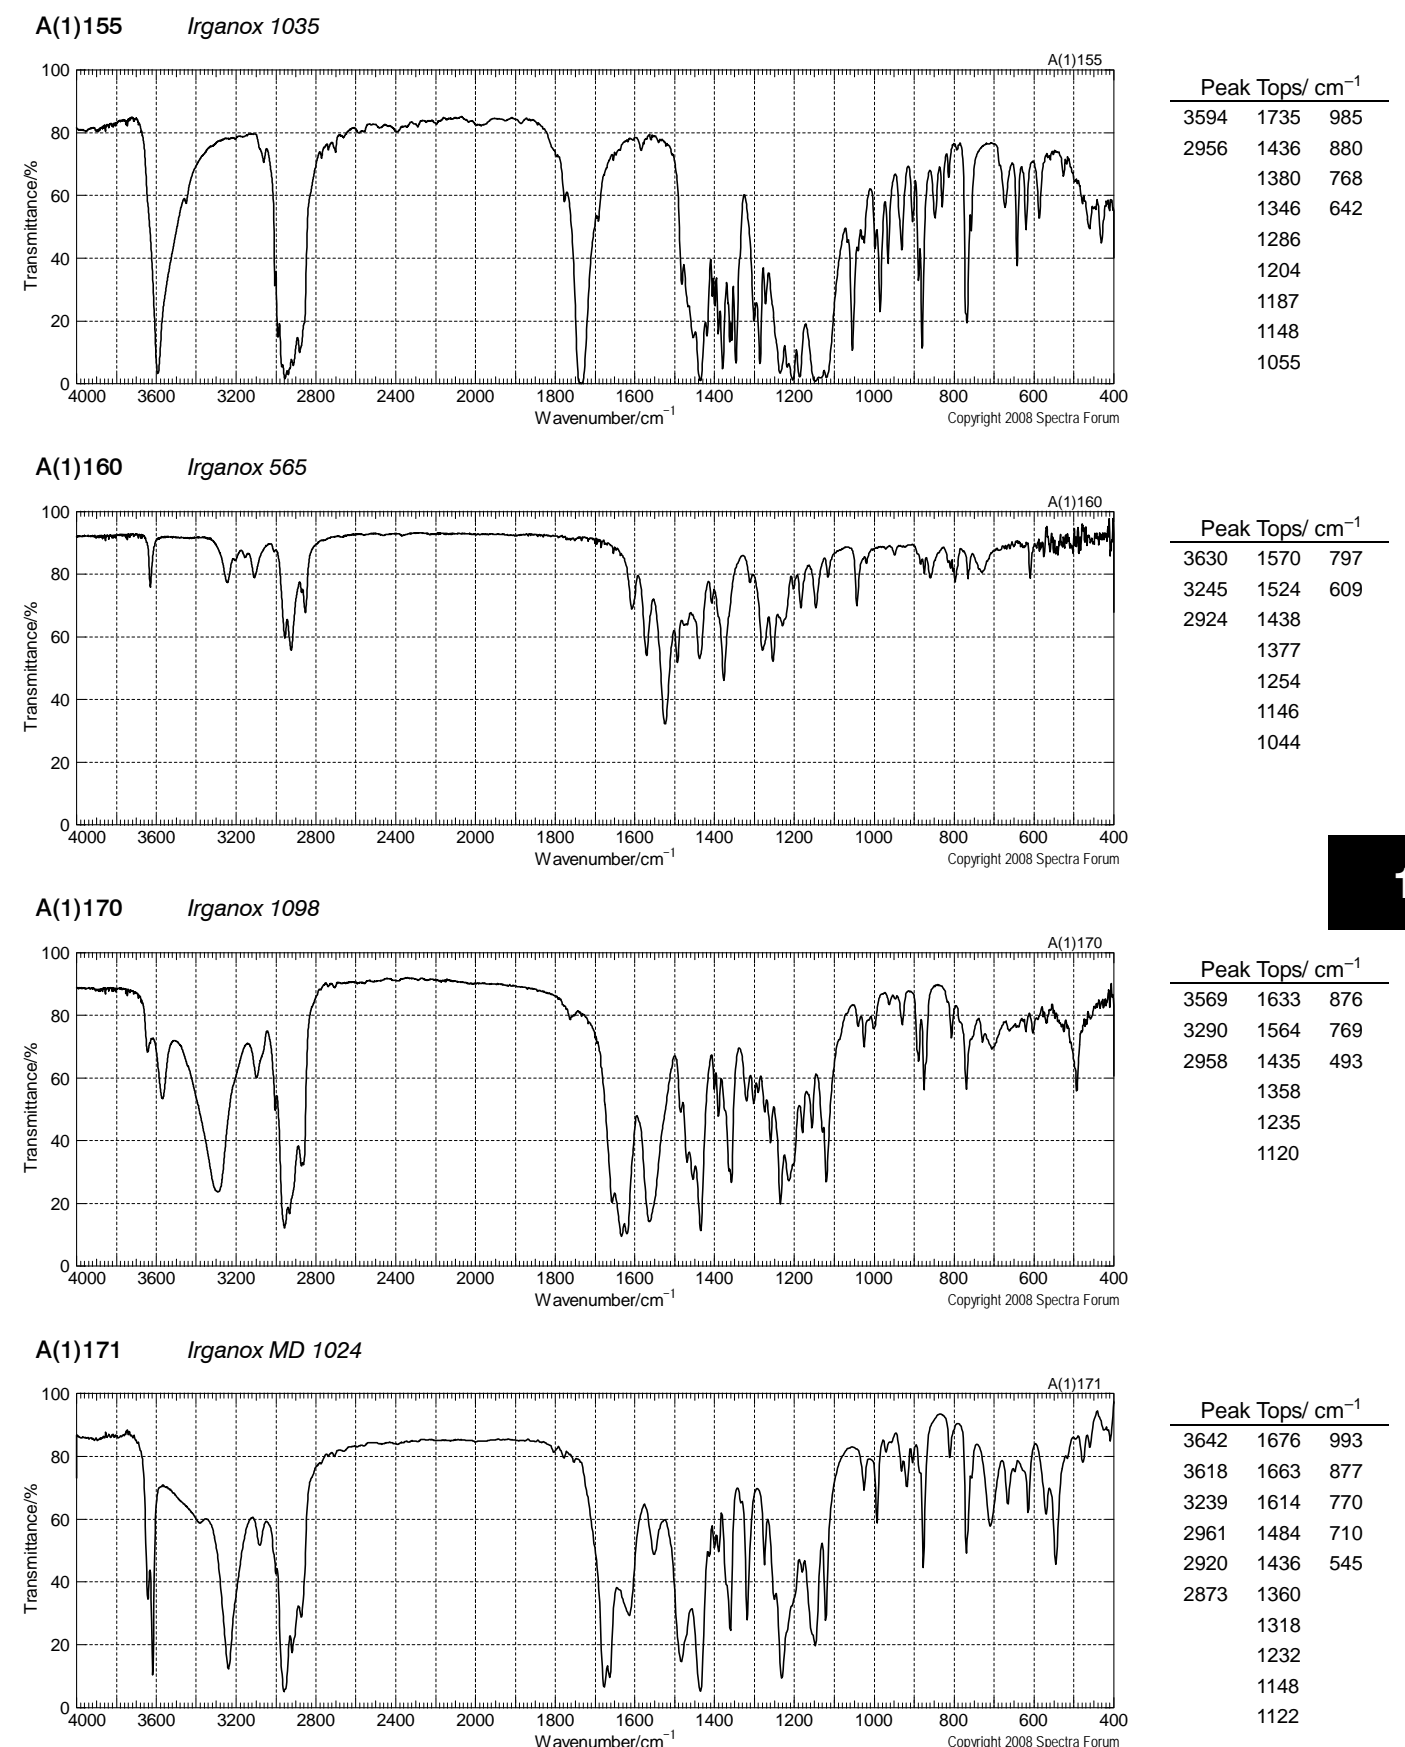 A(1)155 Irganox 1035
A(1)155
100
80
60
40
20
0
Transmittance/%
4000 3600 3200 2800 2400 2000 1800 1600 1400 1200 1000 800 600 400
Wavenumber/cm⁻¹
Copyright 2008 Spectra Forum
Peak Tops/ cm⁻¹
3594 1735 985
2956 1436 880
1380 768
1346 642
1286
1204
1187
1148
1055
A(1)160 Irganox 565
A(1)160
100
80
60
40
20
0
Transmittance/%
4000 3600 3200 2800 2400 2000 1800 1600 1400 1200 1000 800 600 400
Wavenumber/cm⁻¹
Copyright 2008 Spectra Forum
Peak Tops/ cm⁻¹
3630 1570 797
3245 1524 609
2924 1438
1377
1254
1146
1044
A(1)170 Irganox 1098
A(1)170
100
80
60
40
20
0
Transmittance/%
4000 3600 3200 2800 2400 2000 1800 1600 1400 1200 1000 800 600 400
Wavenumber/cm⁻¹
Copyright 2008 Spectra Forum
Peak Tops/ cm⁻¹
3569 1633 876
3290 1564 769
2958 1435 493
1358
1235
1120
A(1)171 Irganox MD 1024
A(1)171
100
80
60
40
20
0
Transmittance/%
4000 3600 3200 2800 2400 2000 1800 1600 1400 1200 1000 800 600 400
Wavenumber/cm⁻¹
Copyright 2008 Spectra Forum
Peak Tops/ cm⁻¹
3642 1676 993
3618 1663 877
3239 1614 770
2961 1484 710
2920 1436 545
2873 1360
1318
1232
1148
1122